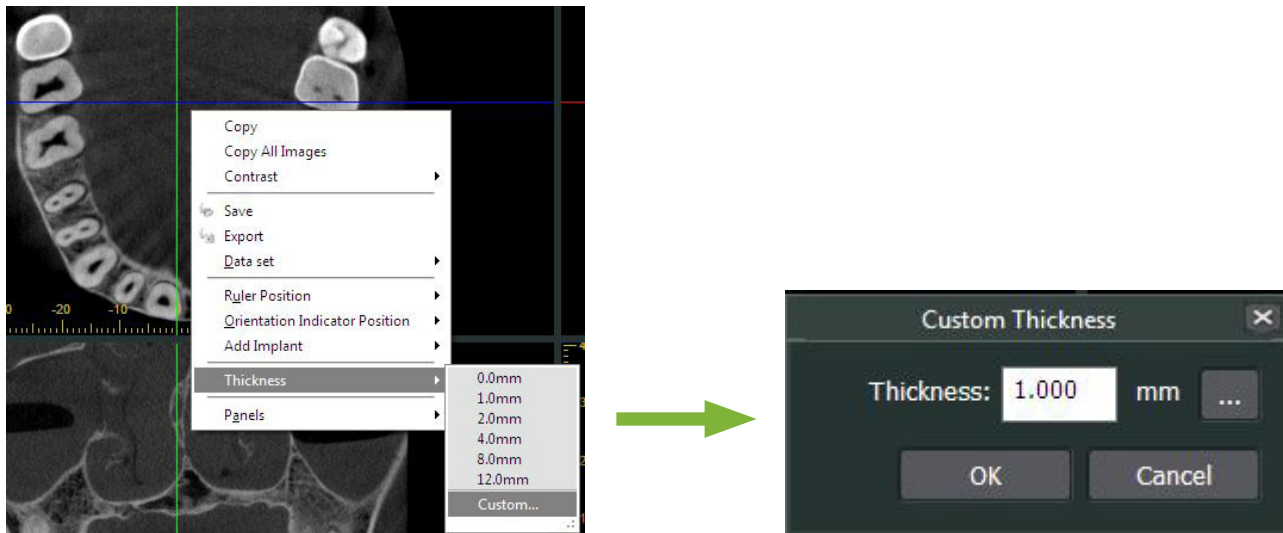 Copy
Copy All Images
Contrast
Save
Export
Data set
Ruler Position
Orientation Indicator Position
Add Implant
Thickness
Panels
0.0mm
1.0mm
2.0mm
4.0mm
8.0mm
12.0mm
Custom...
0 -20 -10
Custom Thickness
Thickness: 1.000 mm ...
OK Cancel